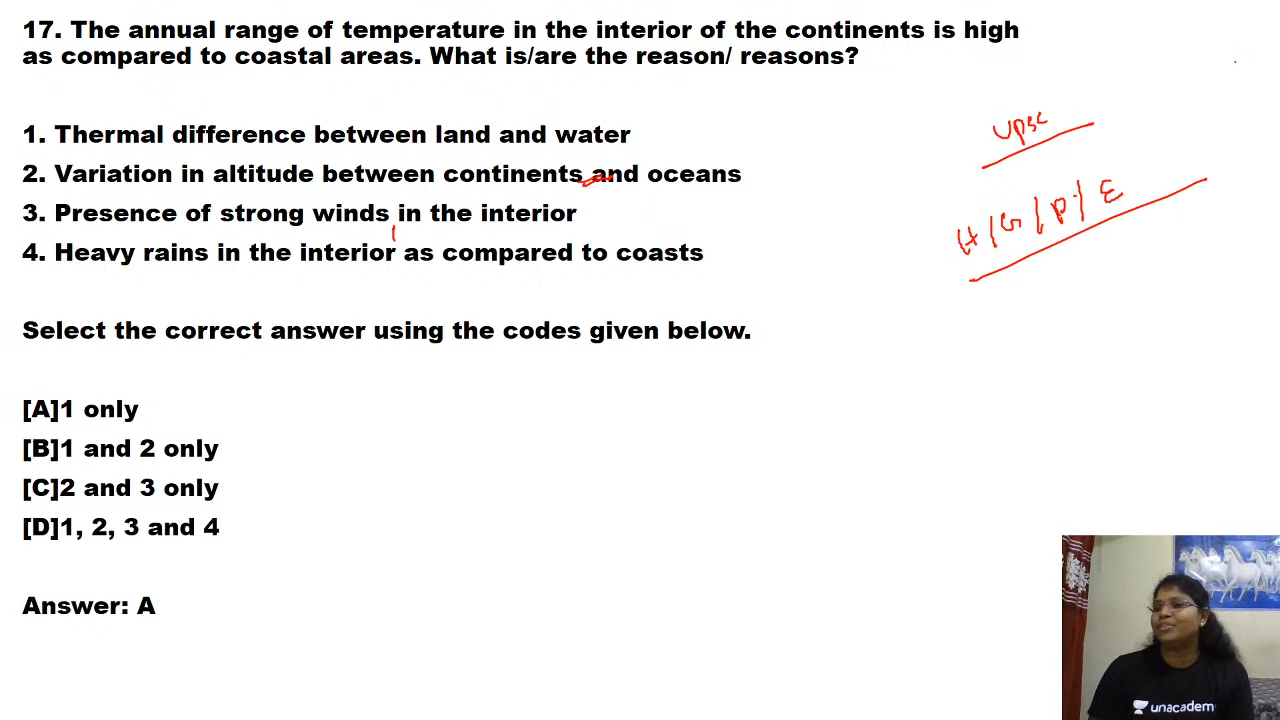 17. The annual range of temperature in the interior of the continents is high
as compared to coastal areas. What is/are the reason/ reasons?
1. Thermal difference between land and water
2. Variation in altitude between continents and oceans
3. Presence of strong winds in the interior
4. Heavy rains in the interior as compared to coasts
Select the correct answer using the codes given below.
[A]1 only
[B]1 and 2 only
[C]2 and 3 only
[D]1, 2, 3 and 4
Answer: A
UPSC
H/G/P/E
unacadem